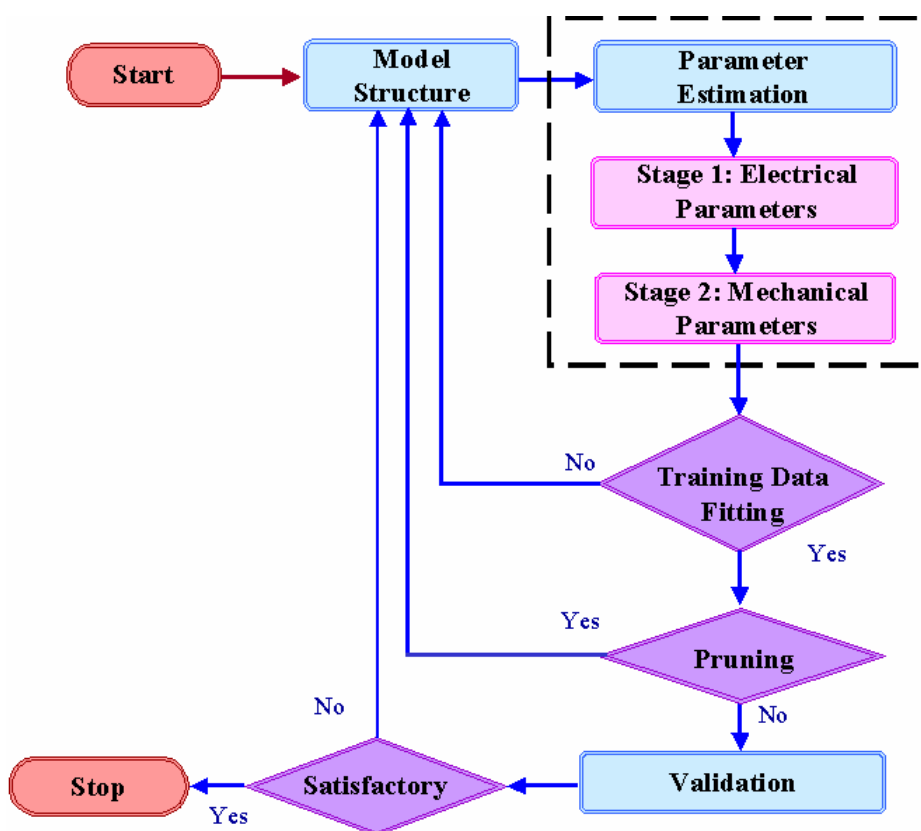 Start
Model
Structure
Parameter
Estimation
Stage 1: Electrical
Parameters
Stage 2: Mechanical
Parameters
No
Training Data
Fitting
Yes
Yes
Pruning
No
No
Stop
Yes
Satisfactory
Validation